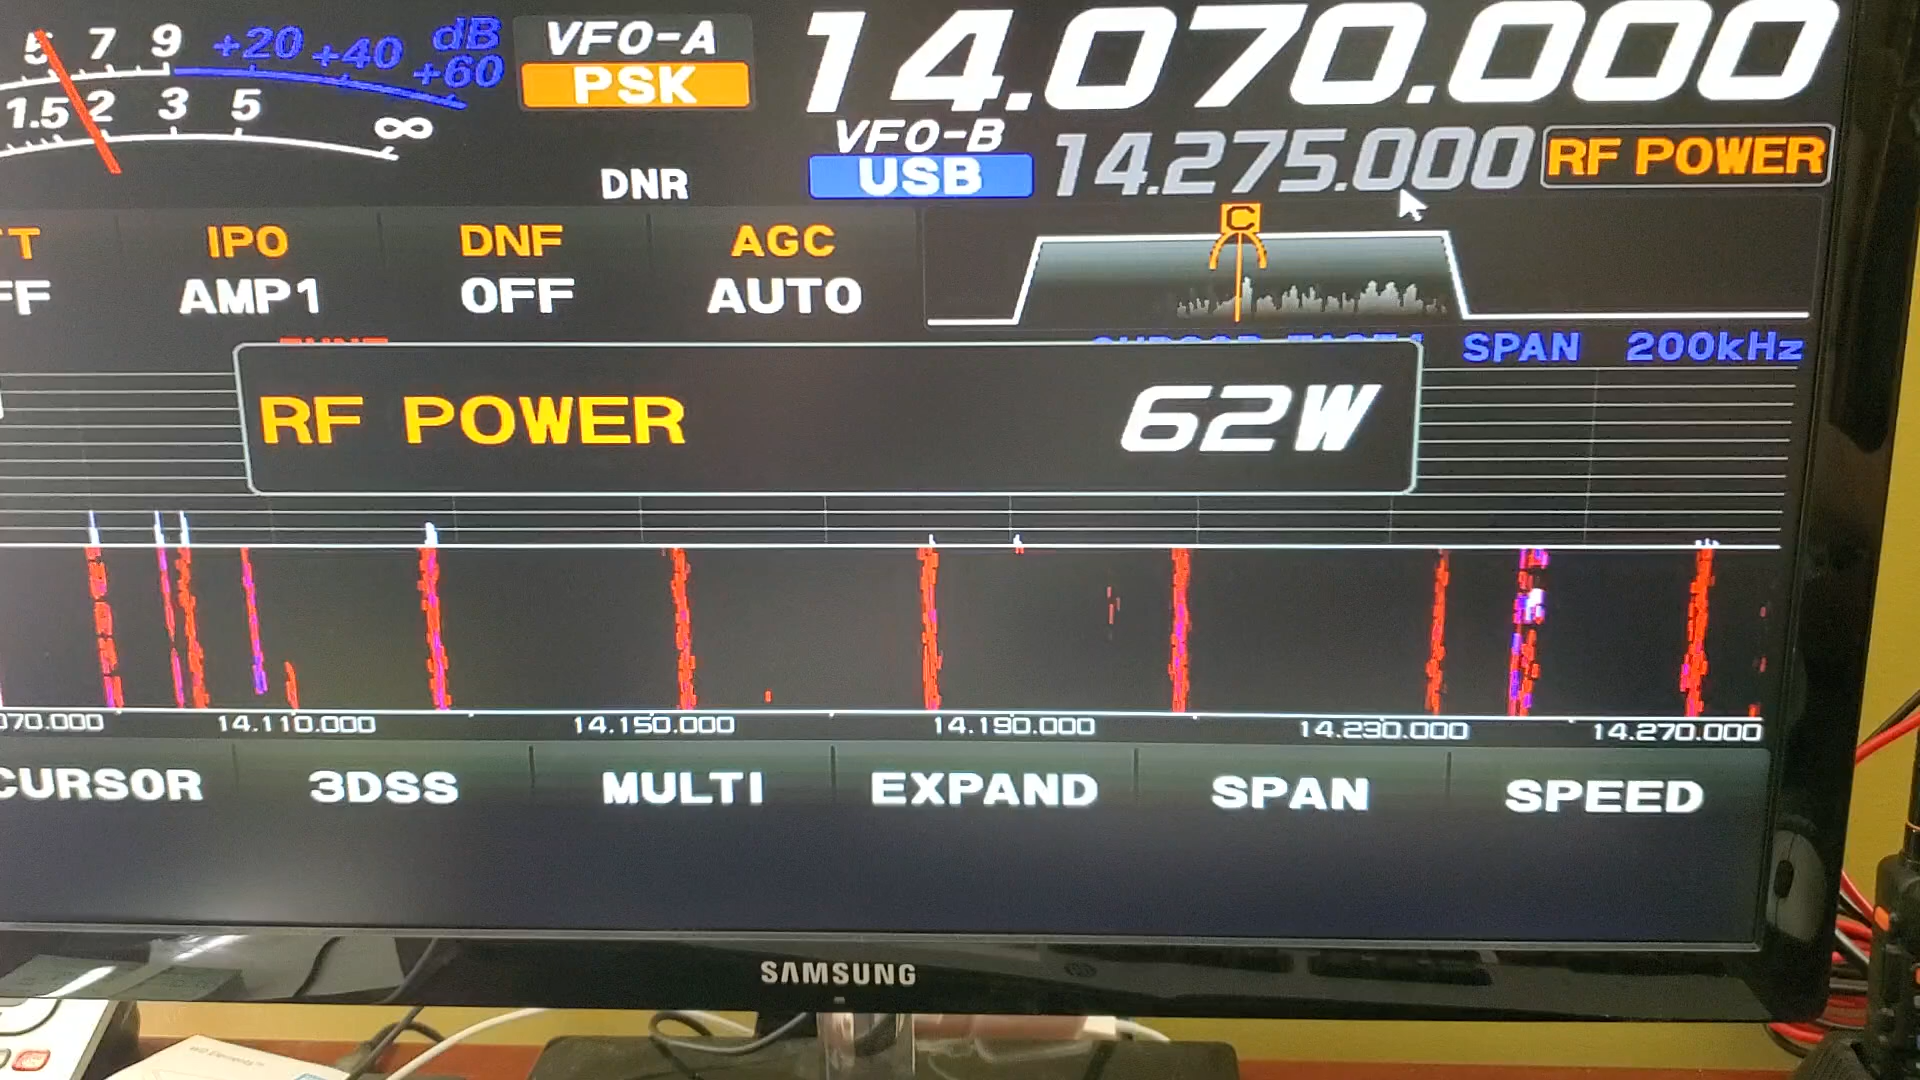 5 7 9 +20 +40 dB +60
1.5 2 3 5 ∞
VFO-A
PSK
14.070.000
VFO-B
USB
14.275.000
RF POWER
DNR
IPO
AMP1
DNF
OFF
AGC
AUTO
C
SPAN 200kHz
RF POWER 62W
14.110.000 14.150.000 14.190.000 14.230.000 14.270.000
CURSOR 3DSS MULTI EXPAND SPAN SPEED
SAMSUNG